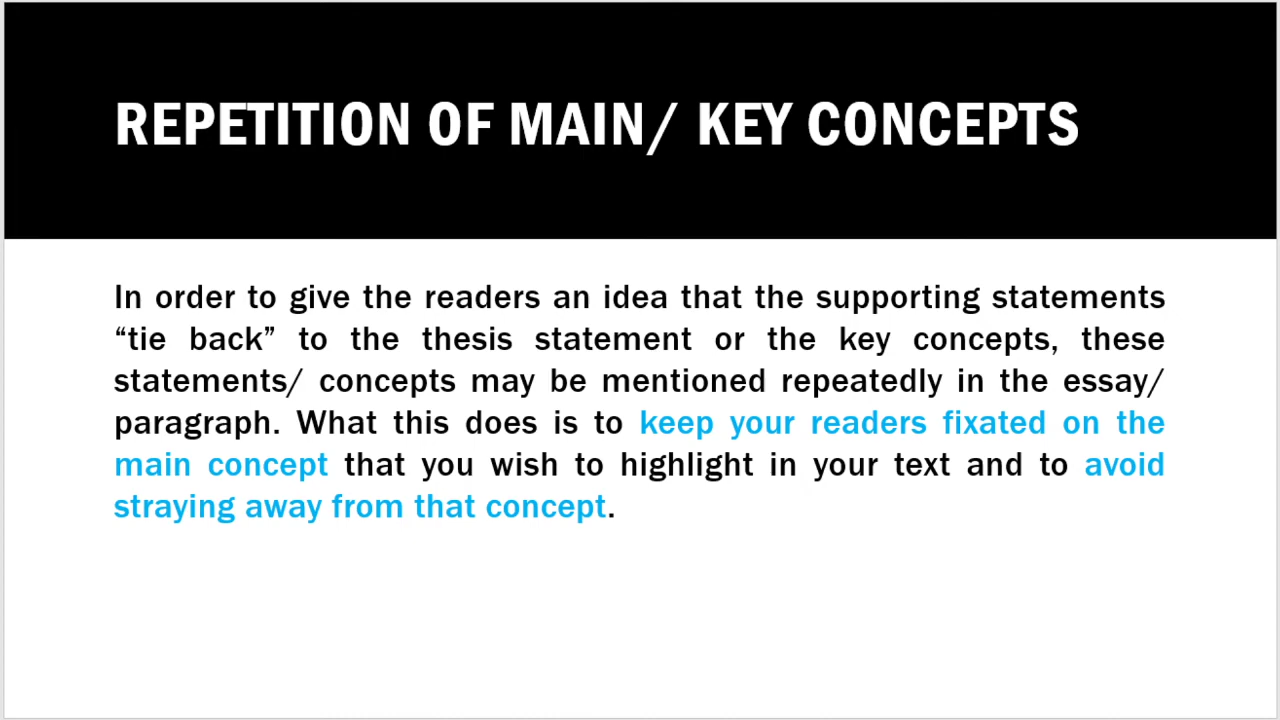 REPETITION OF MAIN/ KEY CONCEPTS
In order to give the readers an idea that the supporting statements
“tie back” to the thesis statement or the key concepts, these
statements/ concepts may be mentioned repeatedly in the essay/
paragraph. What this does is to keep your readers fixated on the
main concept that you wish to highlight in your text and to avoid
straying away from that concept.